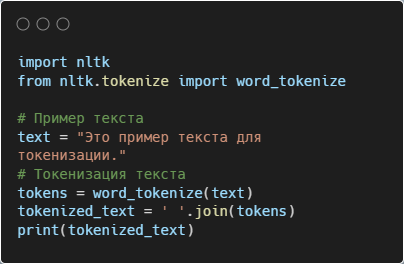 import nltk
from nltk.tokenize import word_tokenize
# Пример текста
text = "Это пример текста для
токенизации."
# Токенизация текста
tokens = word_tokenize(text)
tokenized_text = ' '.join(tokens)
print(tokenized_text)